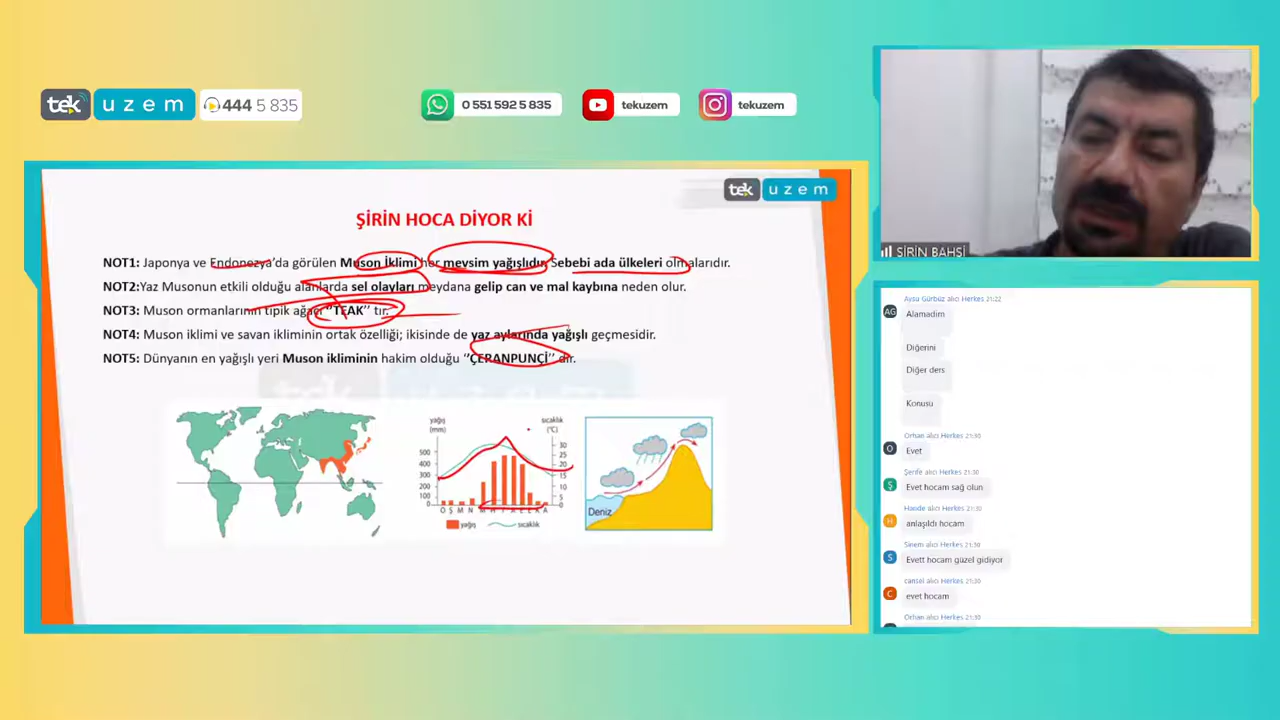 tek uzem 444 5 835
0 551 592 5 835
tekuzem
tekuzem
tek uzem
ŞİRİN HOCA DİYOR Kİ
NOT1: Japonya ve Endonezya'da görülen Muson İklimi her mevsim yağışlıdır. Sebebi ada ülkeleri olmalarıdır.
NOT2:Yaz Musonun etkili olduğu alanlarda sel olayları meydana gelip can ve mal kaybına neden olur.
NOT3: Muson ormanlarının tipik ağacı ‘‘TEAK’’ tır.
NOT4: Muson iklimi ve savan ikliminin ortak özelliği; ikisinde de yaz aylarında yağışlı geçmesidir.
NOT5: Dünyanın en yağışlı yeri Muson ikliminin hakim olduğu ‘‘ÇERANPUNÇİ’’ dir.
yağış
(mm)
sıcaklık
(°C)
500
400
300
200
100
0
30
25
20
15
10
5
0
O Ş M N M H T A E E K A
yağış sıcaklık
Deniz
ŞİRİN BAHŞİ
Aysu Gürbüz alıcı Herkes 21:22
AG Alamadim
Diğerini
Diğer ders
Konusu
Orhan alıcı Herkes 21:30
O Evet
Şerife alıcı Herkes 21:30
Ş Evet hocam sağ olun
Hande alıcı Herkes 21:30
H anlaşıldı hocam
Sinem alıcı Herkes 21:30
S Evett hocam güzel gidiyor
cansel alıcı Herkes 21:30
C evet hocam
Orhan alıcı Herkes 21:30